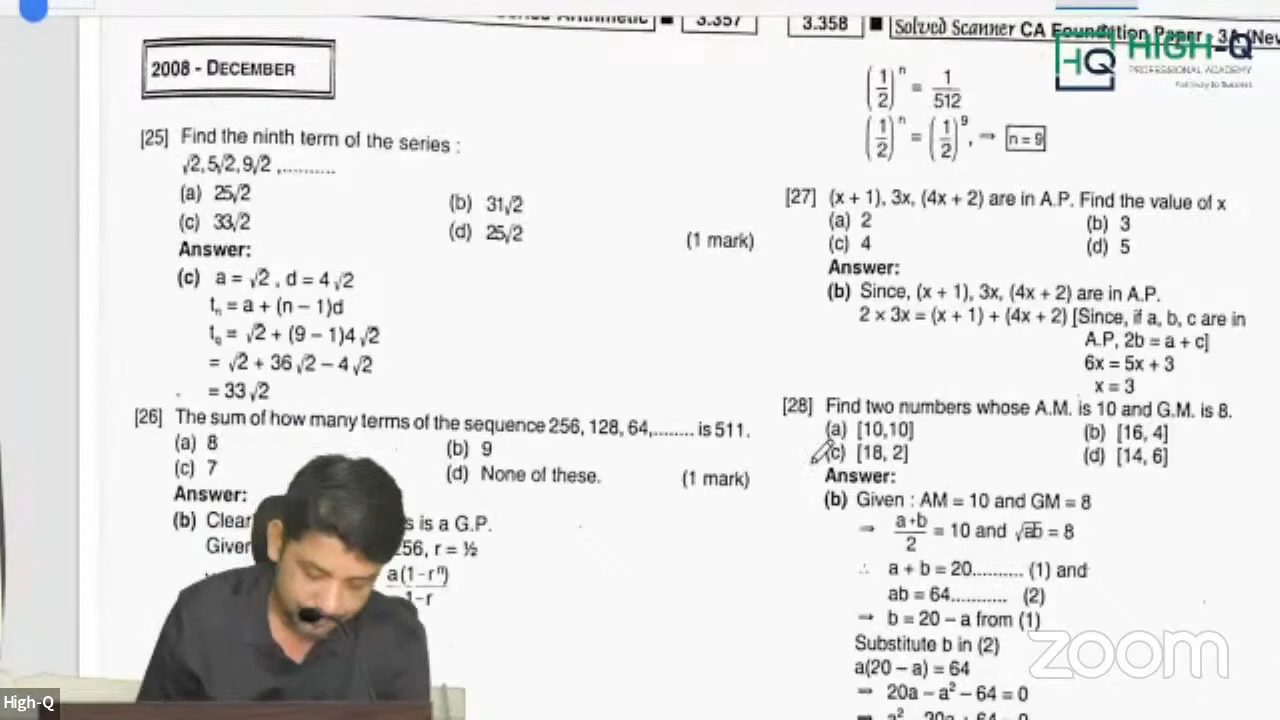 3.357
3.358 ■ Solved Scanner CA Foundation Paper 3A (New
HQ HIGH-Q
PROFESSIONAL ACADEMY
Pathway to Success
2008 - DECEMBER
[25] Find the ninth term of the series :
√2, 5√2, 9√2 ,...........
(a) 25√2
(b) 31√2
(c) 33√2
(d) 25√2
(1 mark)
Answer:
(c) a = √2 , d = 4√2
tₙ = a + (n − 1)d
t₉ = √2 + (9 − 1)4√2
= √2 + 36√2 − 4√2
= 33√2
[26] The sum of how many terms of the sequence 256, 128, 64,......... is 511.
(a) 8
(b) 9
(c) 7
(d) None of these.
(1 mark)
Answer:
(b) Clear
s is a G.P.
Given
256, r = ½
a(1−rⁿ)
1−r
(1/2)ⁿ = 1/512
(1/2)ⁿ = (1/2)⁹, ⇒ n = 9
[27] (x + 1), 3x, (4x + 2) are in A.P. Find the value of x
(a) 2
(b) 3
(c) 4
(d) 5
Answer:
(b) Since, (x + 1), 3x, (4x + 2) are in A.P.
2 × 3x = (x + 1) + (4x + 2) [Since, if a, b, c are in
A.P, 2b = a + c]
6x = 5x + 3
x = 3
[28] Find two numbers whose A.M. is 10 and G.M. is 8.
(a) [10,10]
(b) [16, 4]
(c) [18, 2]
(d) [14, 6]
Answer:
(b) Given : AM = 10 and GM = 8
⇒ a+b/2 = 10 and √ab = 8
∴ a + b = 20.......... (1) and
ab = 64........... (2)
⇒ b = 20 − a from (1)
Substitute b in (2)
a(20 − a) = 64
⇒ 20a − a² − 64 = 0
zoom
High-Q